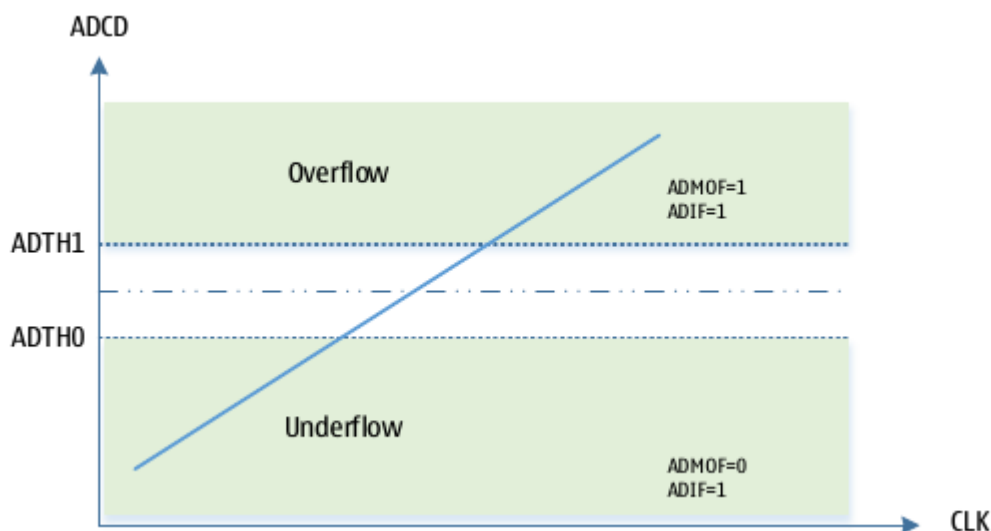 ADCD
Overflow
ADMOF=1
ADIF=1
ADTH1
ADTH0
Underflow
ADMOF=0
ADIF=1
CLK